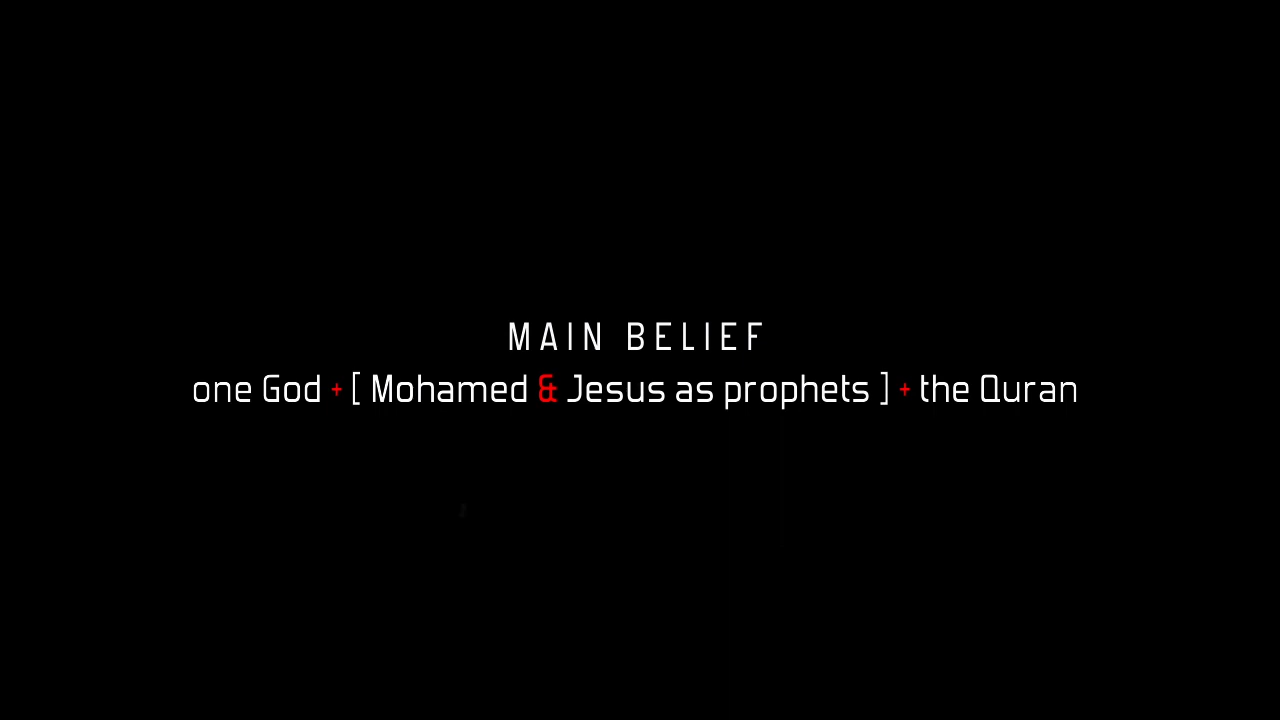 MAIN BELIEF
one God + [ Mohamed & Jesus as prophets ] + the Quran